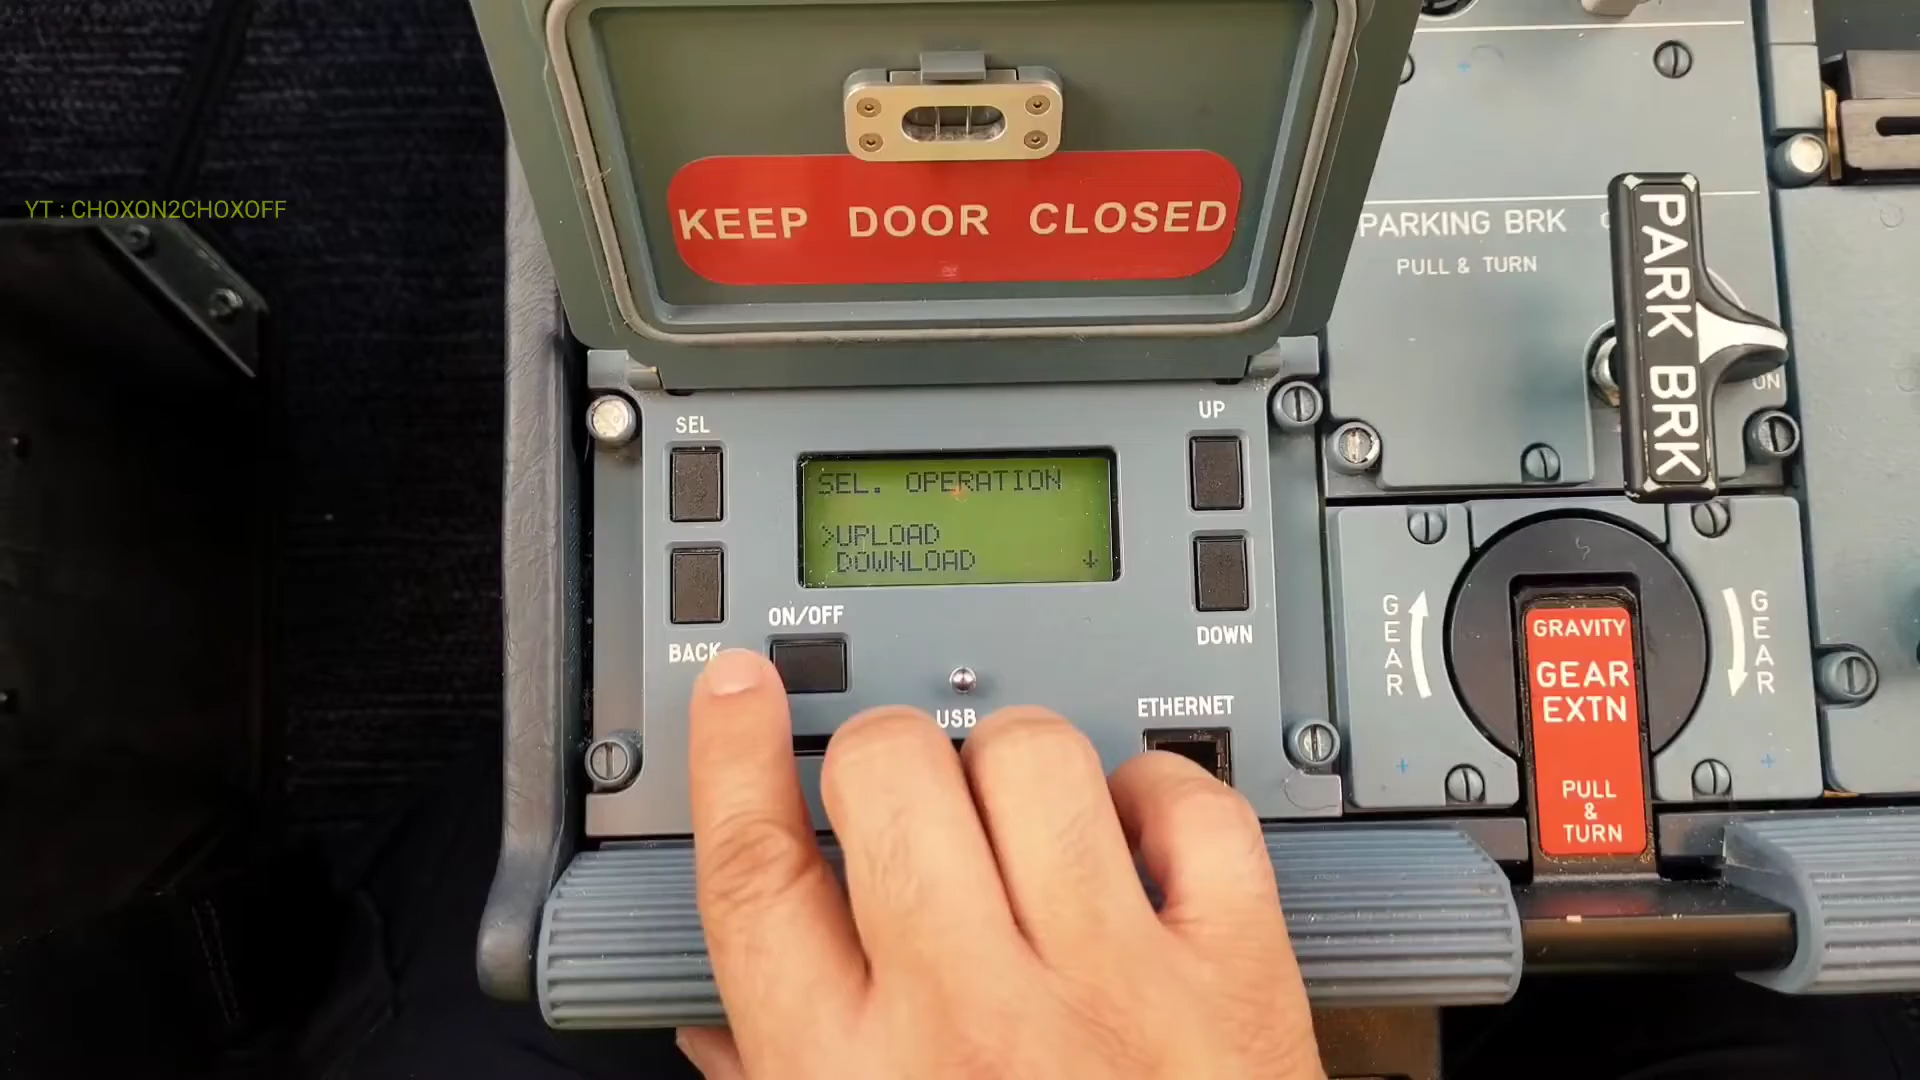 KEEP DOOR CLOSED
YT : CHOXON2CHOXOFF
PARKING BRK
PULL & TURN
PARK BRK
ON
SEL
UP
SEL. OPERATION
>UPLOAD
DOWNLOAD ↓
ON/OFF
BACK
DOWN
USB
ETHERNET
GEAR
GEAR
GRAVITY
GEAR
EXTN
PULL
&
TURN